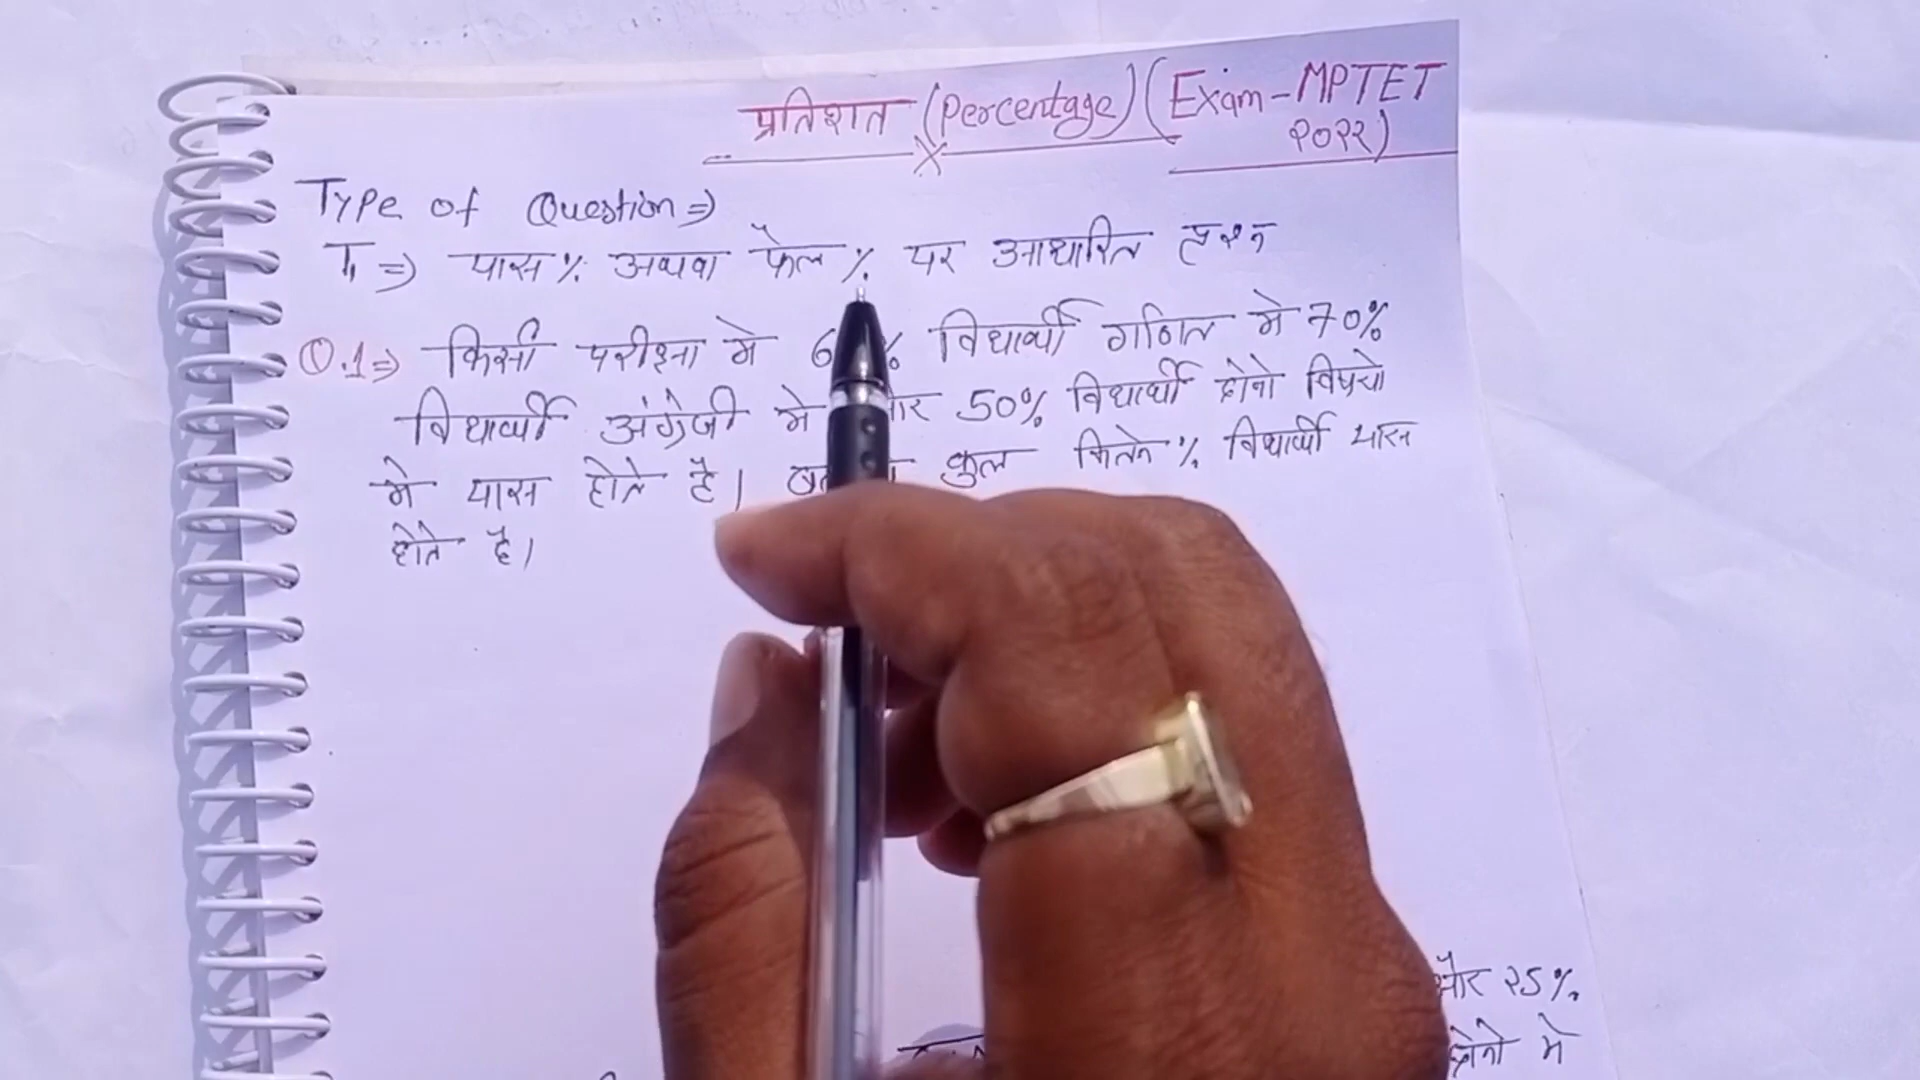 प्रतिशत (Percentage) (Exam-MPTET
२०२२)
Type of Question ⇒
T₁ ⇒ पास% अथवा फैल% पर आधारित प्रश्न
Q.1⇒ किसी परीक्षा मे % विद्यार्थी गणित मे 70%
विद्यार्थी अंग्रेजी मे 50% विद्यार्थी दोनो विषयो
मे पास होते है। कुल कितने% विद्यार्थी पास
होते है।
और २5%
दोनो मे